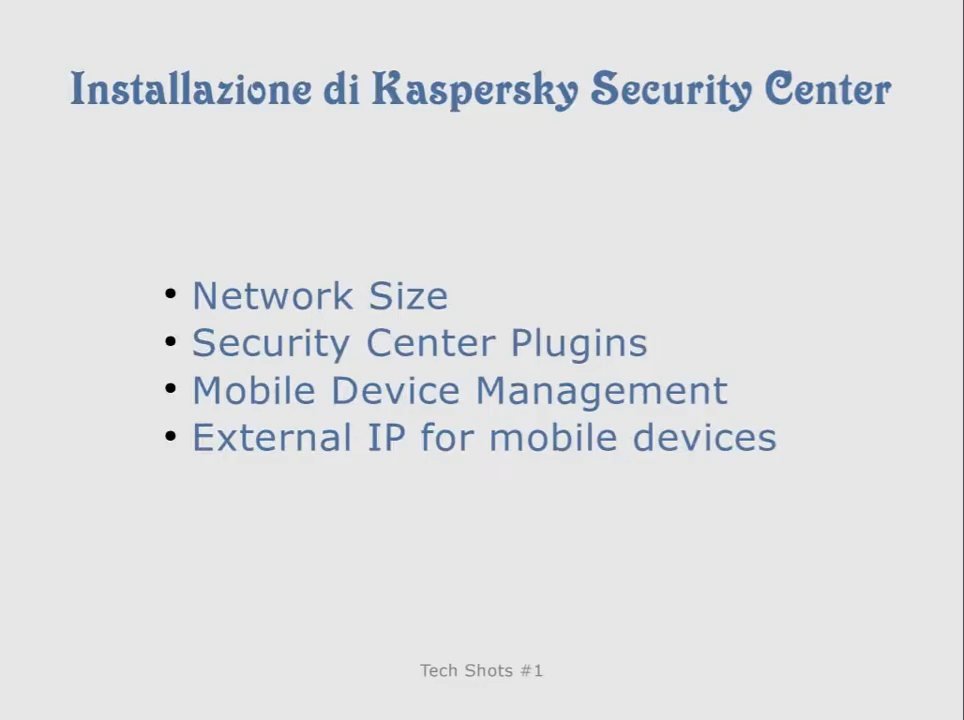 Installazione di Kaspersky Security Center
• Network Size
• Security Center Plugins
• Mobile Device Management
• External IP for mobile devices
Tech Shots #1